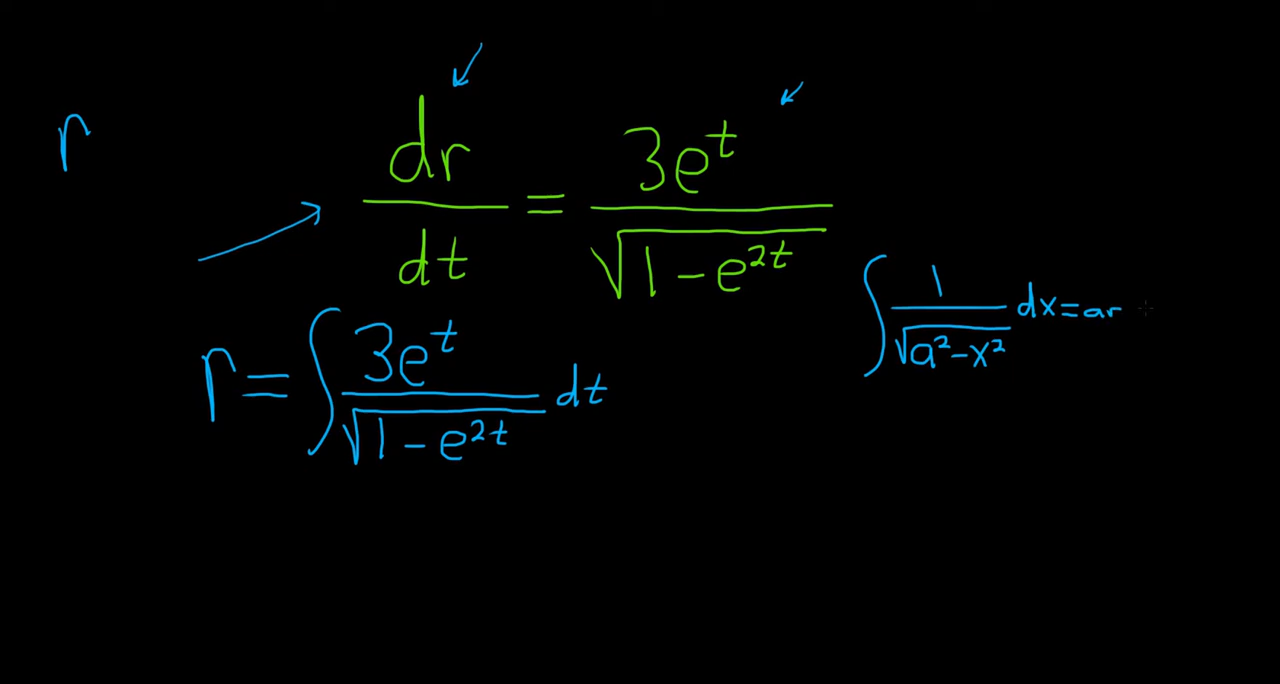 r
dr/dt = 3e^t/√(1-e^{2t})
∫ 1/√(a²-x²) dx = ar
r = ∫ 3e^t/√(1-e^{2t}) dt